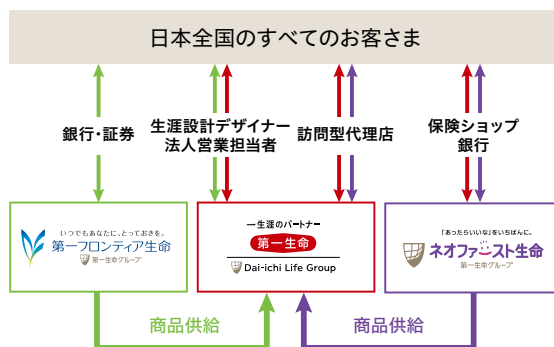 日本全国のすべてのお客さま
銀行・証券
生涯設計デザイナー
法人営業担当者
訪問型代理店
保険ショップ
銀行
いつでもあなたに、とっておきを。
第一フロンティア生命
第一生命グループ
一生涯のパートナー
第一生命
Dai-ichi Life Group
「あったらいいな」をいちばんに。
ネオファースト生命
第一生命グループ
商品供給
商品供給